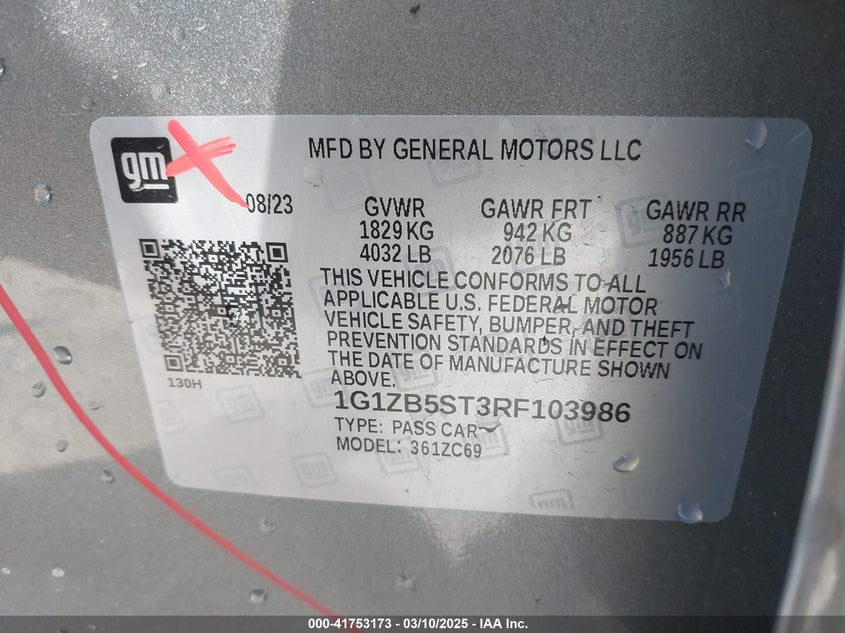 gm
MFD BY GENERAL MOTORS LLC
08/23
GVWR GAWR FRT GAWR RR
1829 KG 942 KG 887 KG
4032 LB 2076 LB 1956 LB
THIS VEHICLE CONFORMS TO ALL
APPLICABLE U.S. FEDERAL MOTOR
VEHICLE SAFETY, BUMPER, AND THEFT
PREVENTION STANDARDS IN EFFECT ON
THE DATE OF MANUFACTURE SHOWN
ABOVE.
130H
1G1ZB5ST3RF103986
TYPE: PASS CAR
MODEL: 361ZC69
000-41753173 - 03/10/2025 - IAA Inc.